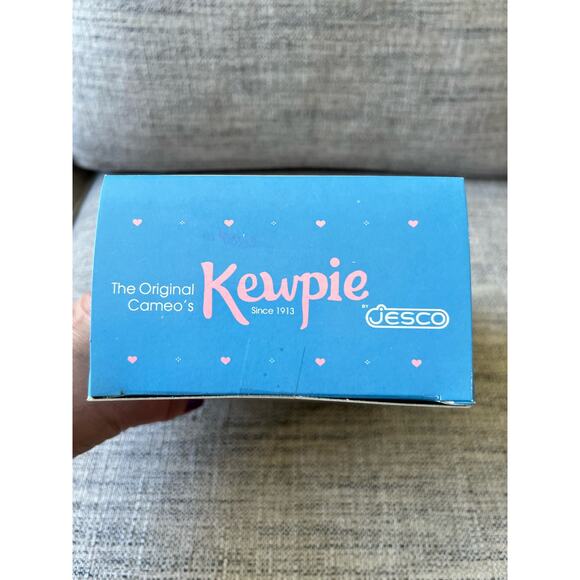 The Original
Cameo's
Kewpie
Since 1913
BY JESCO